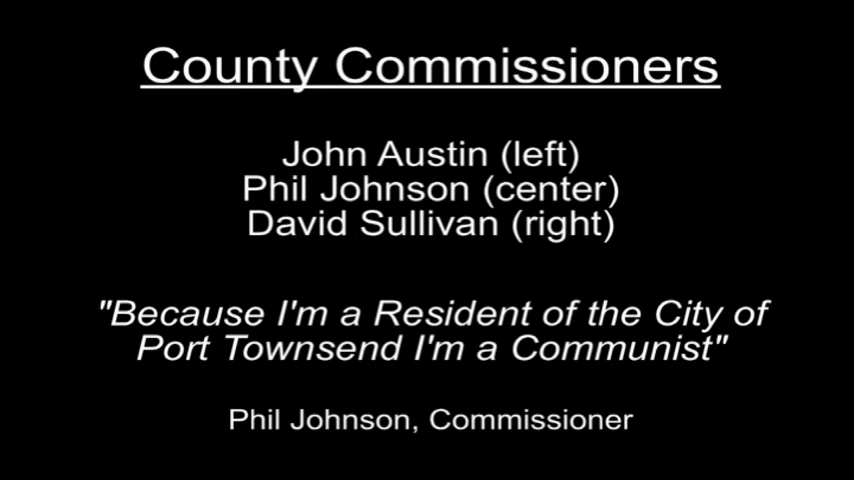 County Commissioners
John Austin (left)
Phil Johnson (center)
David Sullivan (right)
"Because I'm a Resident of the City of
Port Townsend I'm a Communist"
Phil Johnson, Commissioner